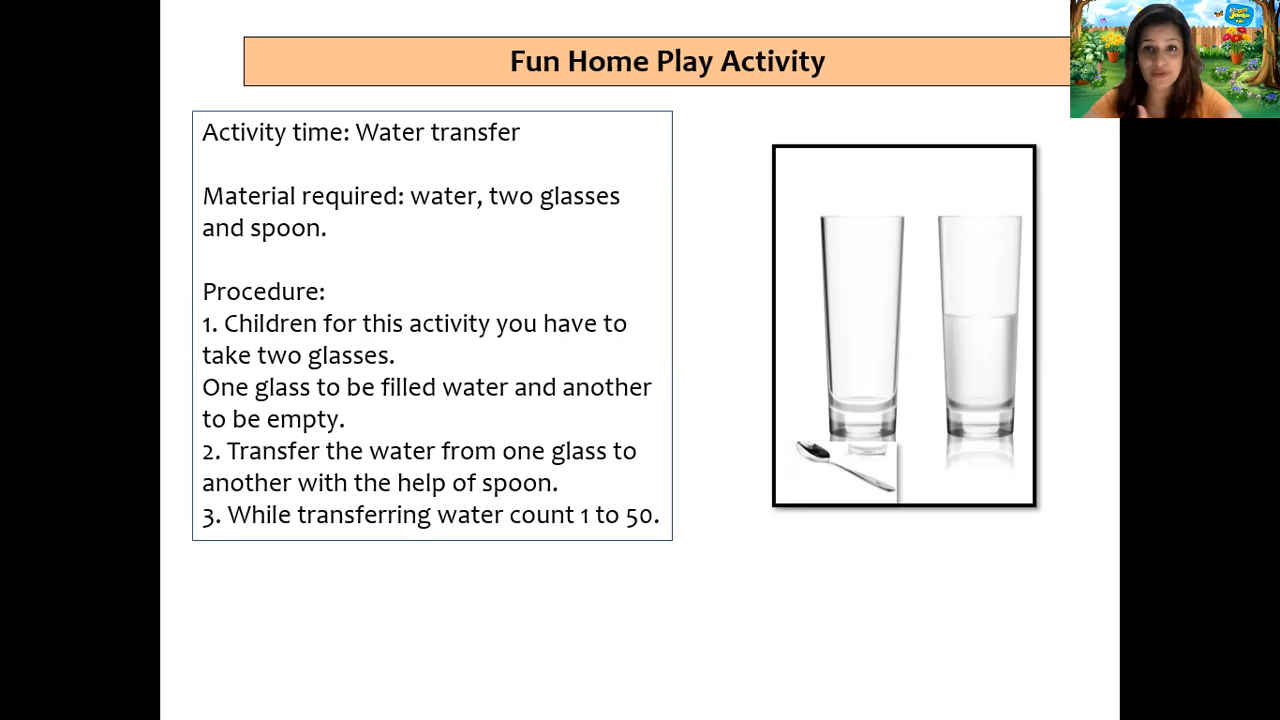 Fun Home Play Activity
Activity time: Water transfer
Material required: water, two glasses
and spoon.
Procedure:
1. Children for this activity you have to
take two glasses.
One glass to be filled water and another
to be empty.
2. Transfer the water from one glass to
another with the help of spoon.
3. While transferring water count 1 to 50.